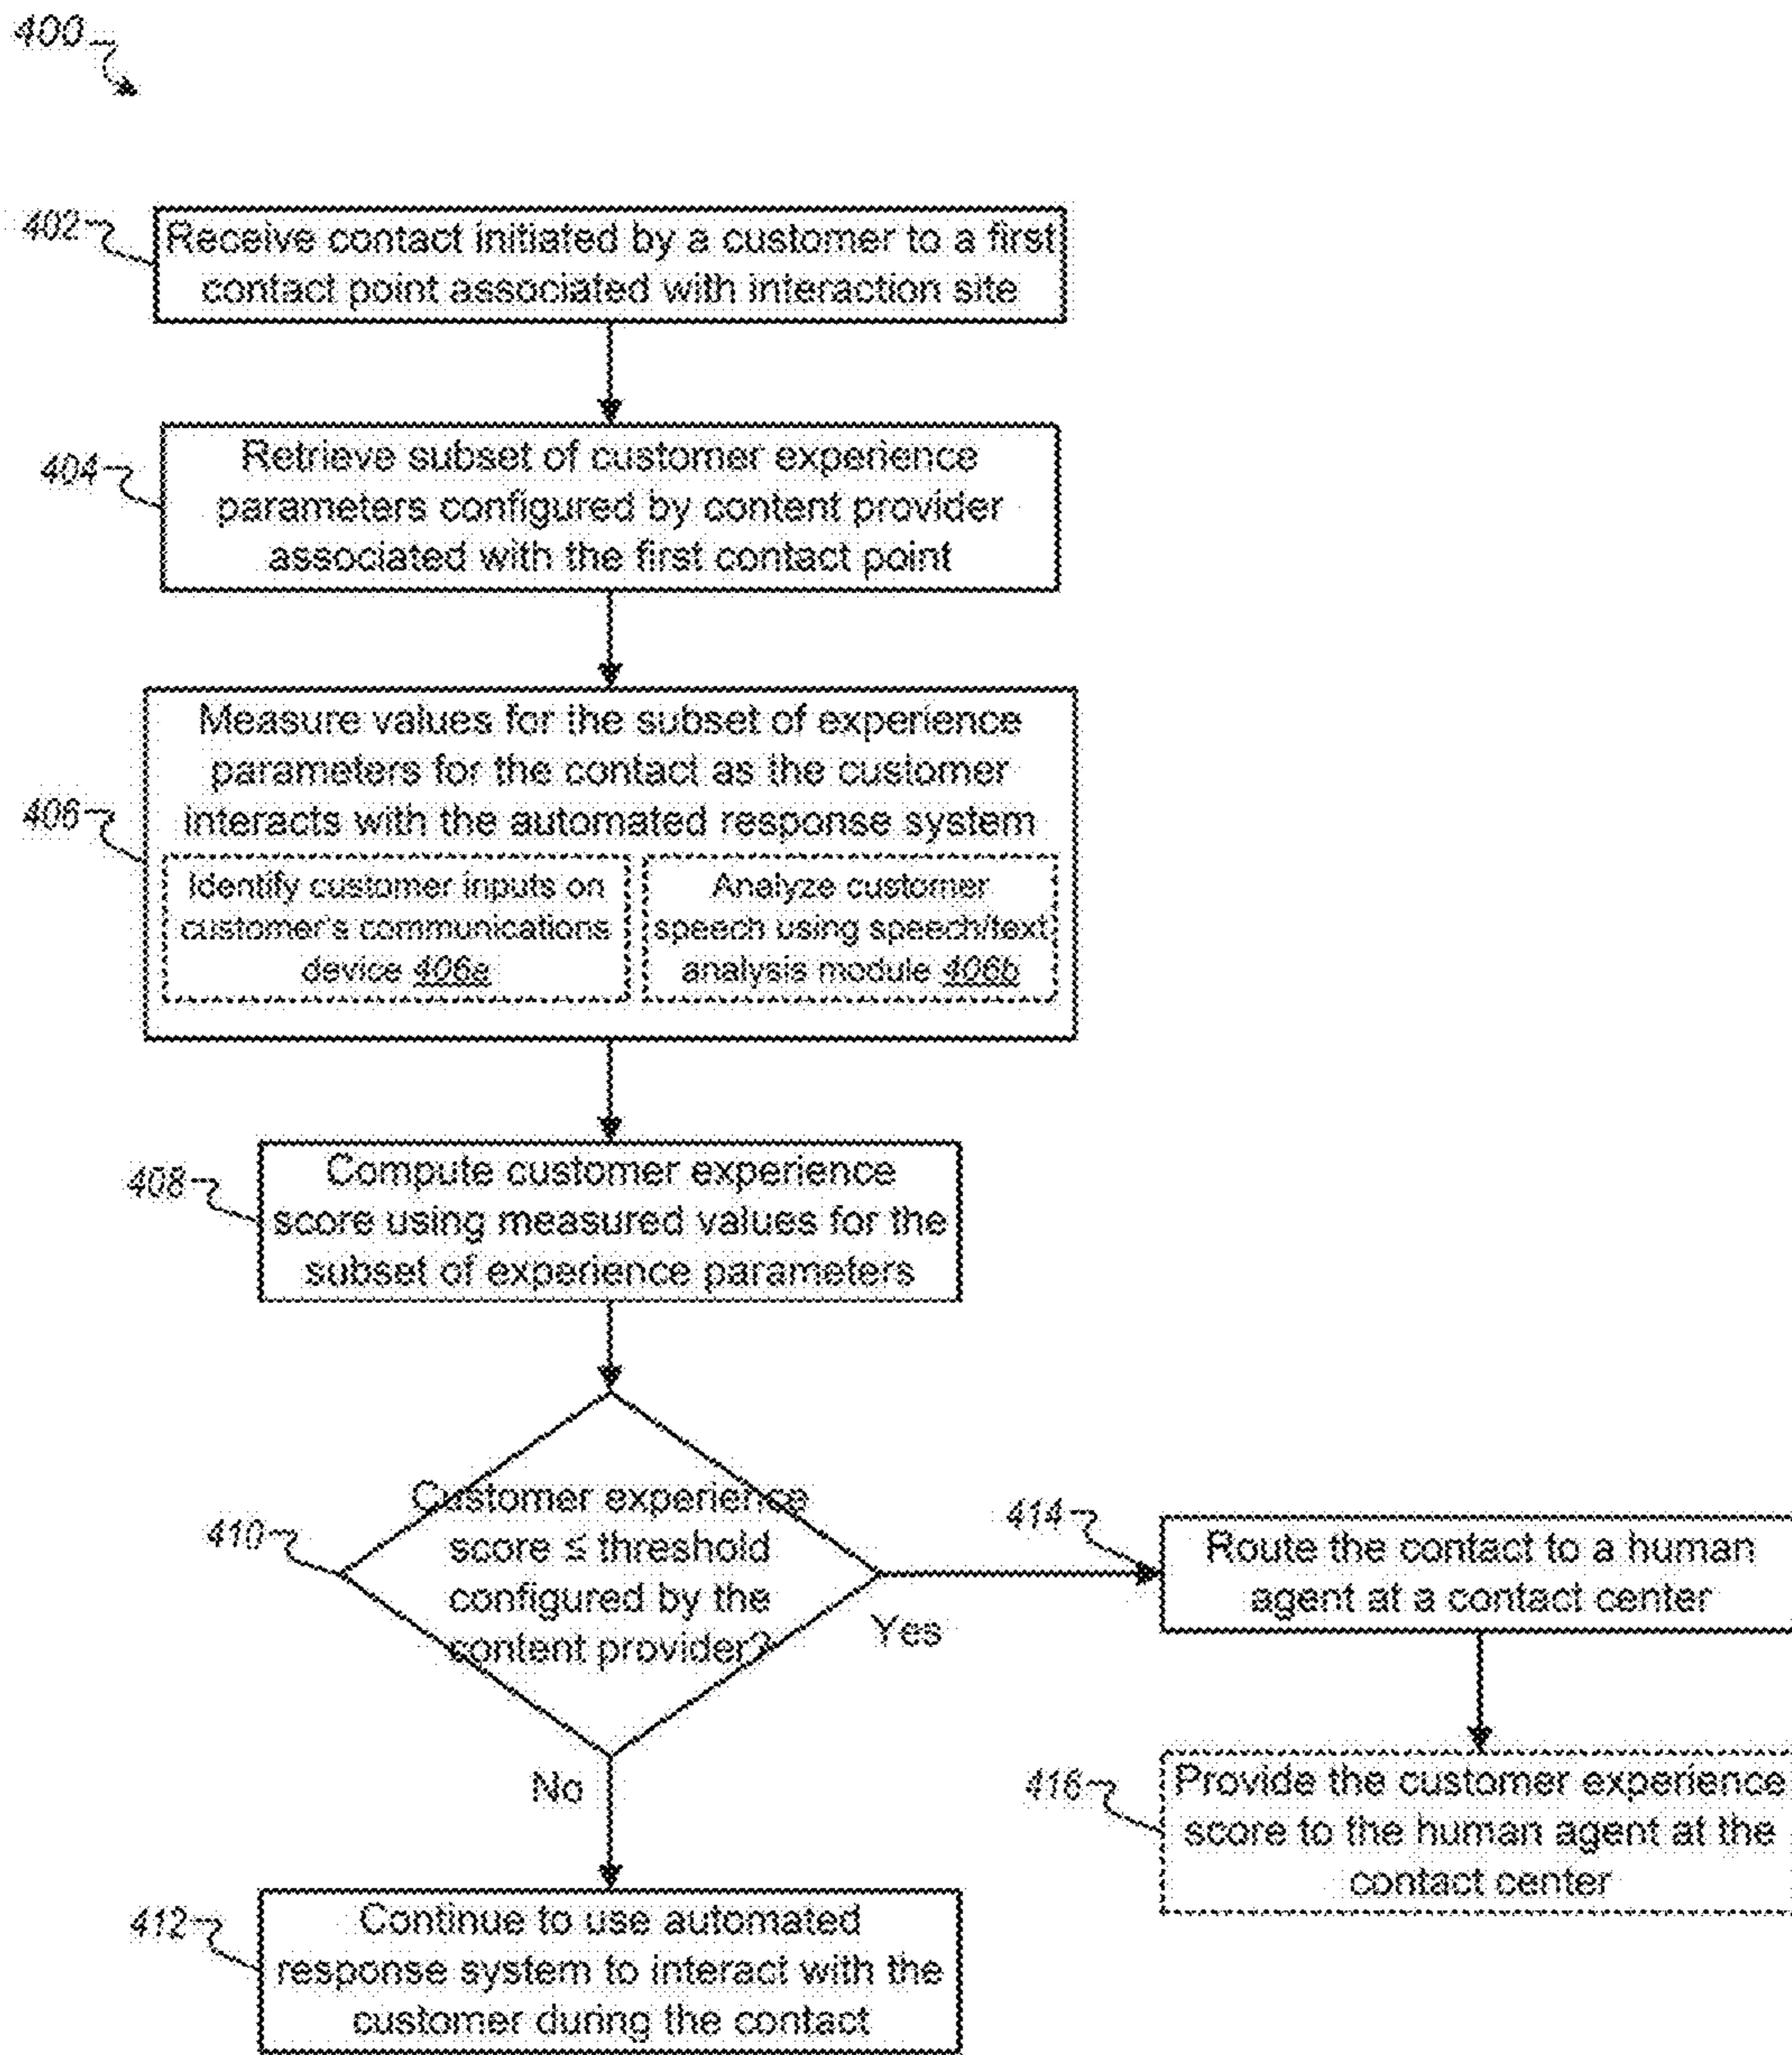 400
402
Receive contact initiated by a customer to a first
contact point associated with interaction site
404
Retrieve subset of customer experience
parameters configured by content provider
associated with the first contact point
406
Measure values for the subset of experience
parameters for the contact as the customer
interacts with the automated response system
Identify customer inputs on
customer's communications
device 406a
Analyze customer
speech using speech/text
analysis module 406b
408
Compute customer experience
score using measured values for the
subset of experience parameters
410
Customer experience
score ≤ threshold
configured by the
content provider?
Yes
No
414
Route the contact to a human
agent at a contact center
416
Provide the customer experience
score to the human agent at the
contact center
412
Continue to use automated
response system to interact with the
customer during the contact